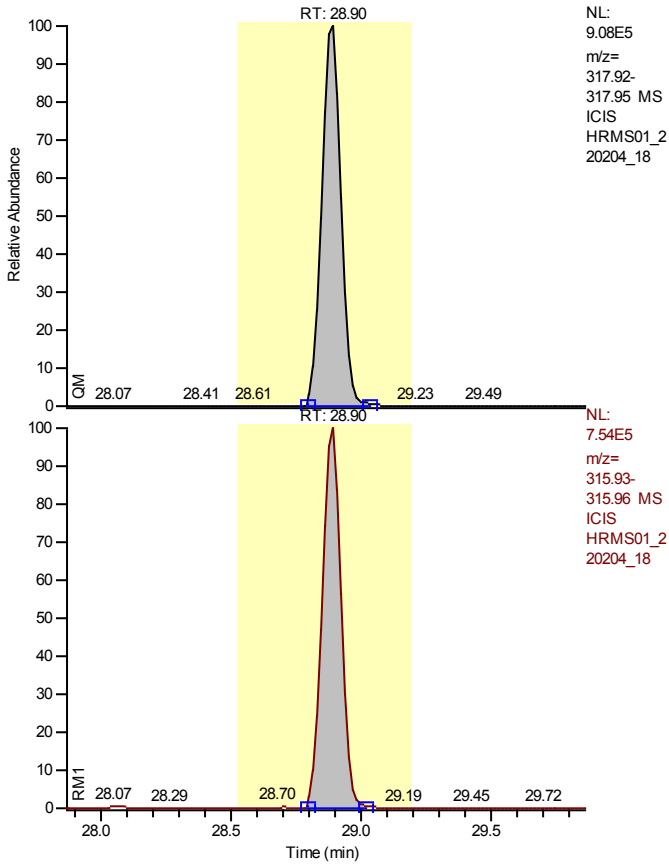 RT: 28.90
NL:
9.08E5
m/z=
317.92-
317.95 MS
ICIS
HRMS01_2
20204_18
100
90
80
70
60
50
40
30
20
10
0
Relative Abundance
QM
28.07 28.41 28.61 29.23 29.49
RT: 28.90
NL:
7.54E5
m/z=
315.93-
315.96 MS
ICIS
HRMS01_2
20204_18
100
90
80
70
60
50
40
30
20
10
0
RM1
28.07 28.29 28.70 29.19 29.45 29.72
28.0 28.5 29.0 29.5
Time (min)